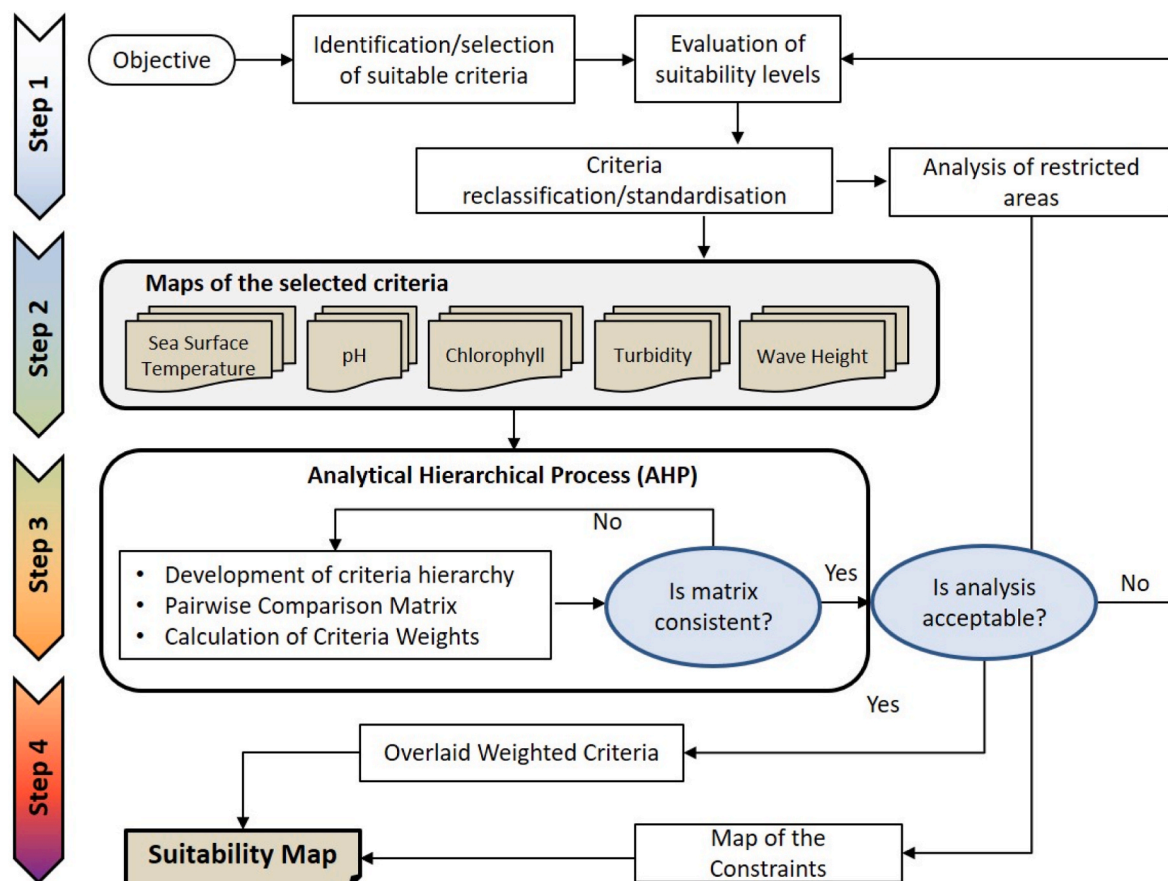 Step 1
Objective
Identification/selection
of suitable criteria
Evaluation of
suitability levels
Criteria
reclassification/standardisation
Analysis of restricted
areas
Step 2
Maps of the selected criteria
Sea Surface
Temperature
pH
Chlorophyll
Turbidity
Wave Height
Step 3
Analytical Hierarchical Process (AHP)
No
• Development of criteria hierarchy
• Pairwise Comparison Matrix
• Calculation of Criteria Weights
Is matrix
consistent?
Yes
Is analysis
acceptable?
No
Yes
Step 4
Overlaid Weighted Criteria
Suitability Map
Map of the
Constraints